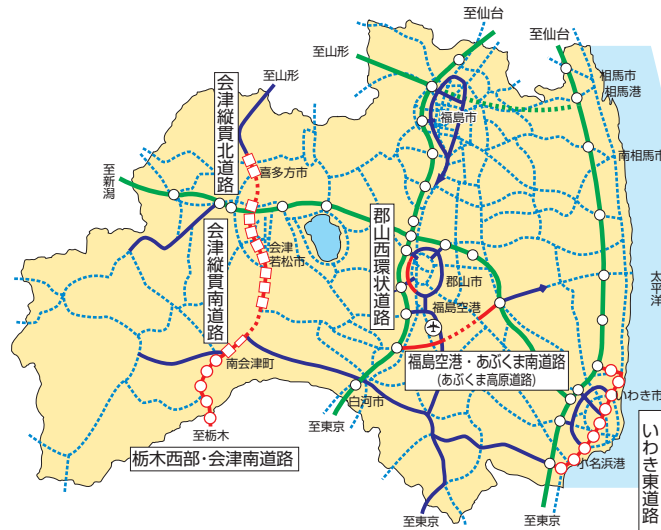 至仙台
至仙台
至山形
至山形
相馬市
相馬港
福島市
会津縦貫北道路
喜多方市
南相馬市
至新潟
会津縦貫南道路
会津
若松市
郡山西環状道路
郡山市
福島空港
太平洋
南会津町
福島空港・あぶくま南道路
(あぶくま高原道路)
白河市
いわき市
至東京
至栃木
栃木西部・会津南道路
小名浜港
いわき東道路
至東京
至東京